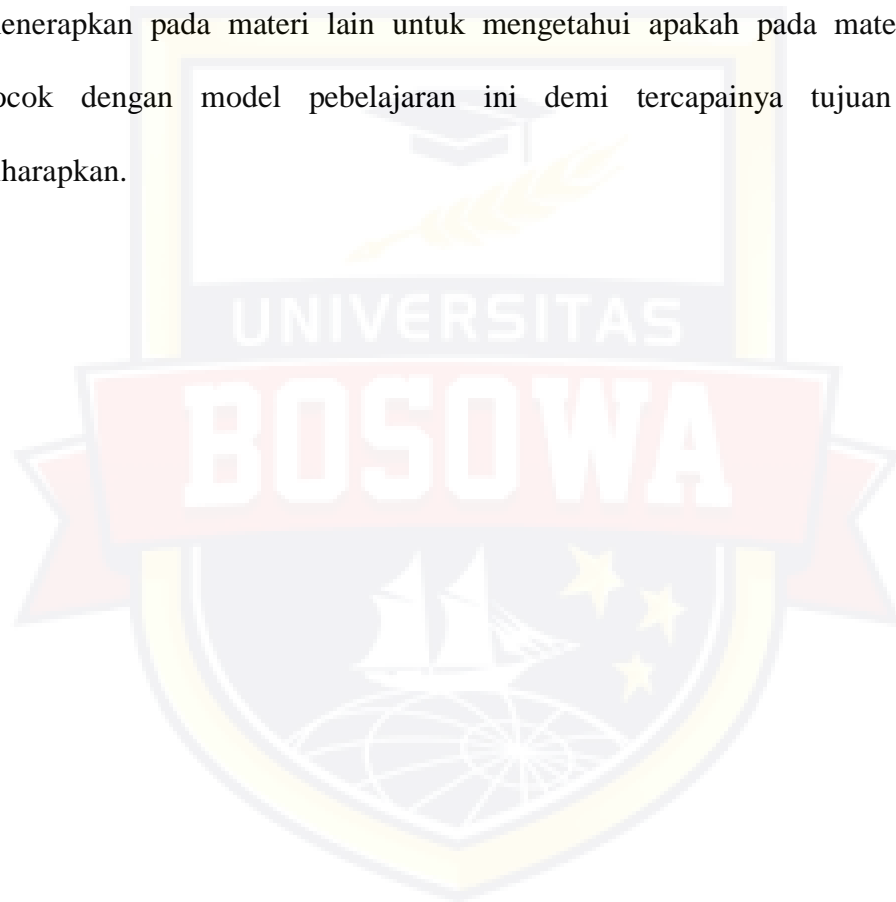 enerapkan pada materi lain untuk mengetahui apakah pada mate
ocok dengan model pebelajaran ini demi tercapainya tujuan
harapkan.
UNIVERSITAS
BOSOWA